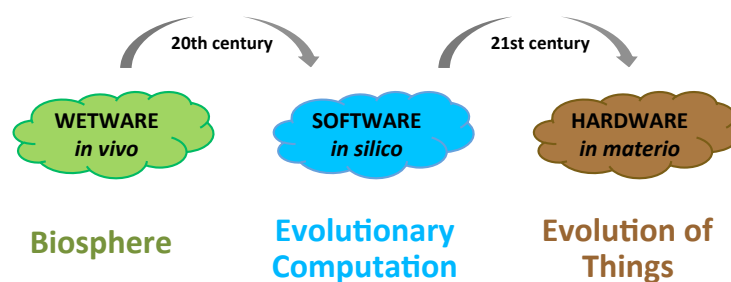 20th century
21st century
WETWARE
in vivo
SOFTWARE
in silico
HARDWARE
in materio
Biosphere
Evolutionary
Computation
Evolution of
Things